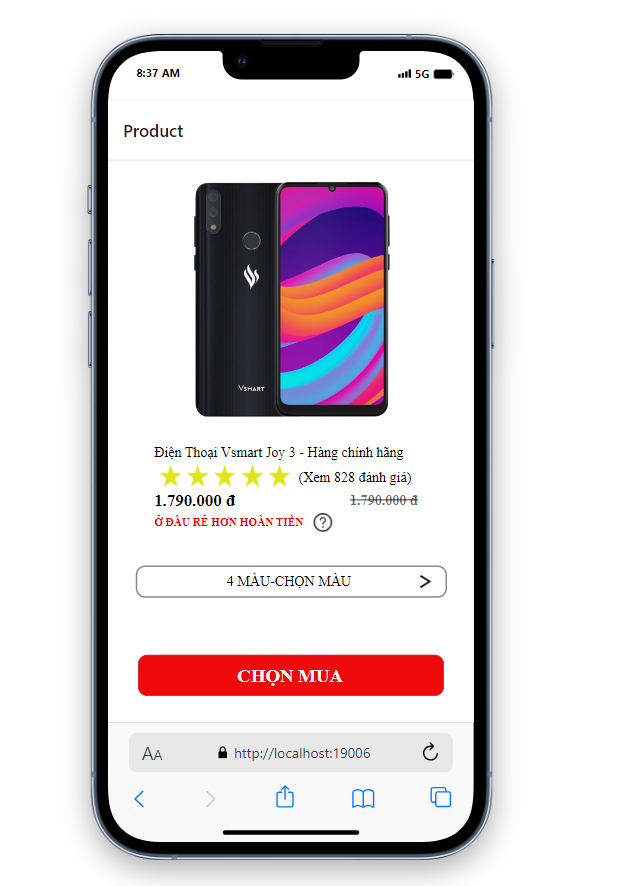 8:37 AM 5G
Product
VSMART
Điện Thoại Vsmart Joy 3 - Hàng chính hãng
(Xem 828 đánh giá)
1.790.000 đ 1.790.000 đ
Ở ĐÂU RẺ HƠN HOÀN TIỀN ?
4 MÀU-CHỌN MÀU
CHỌN MUA
AA http://localhost:19006